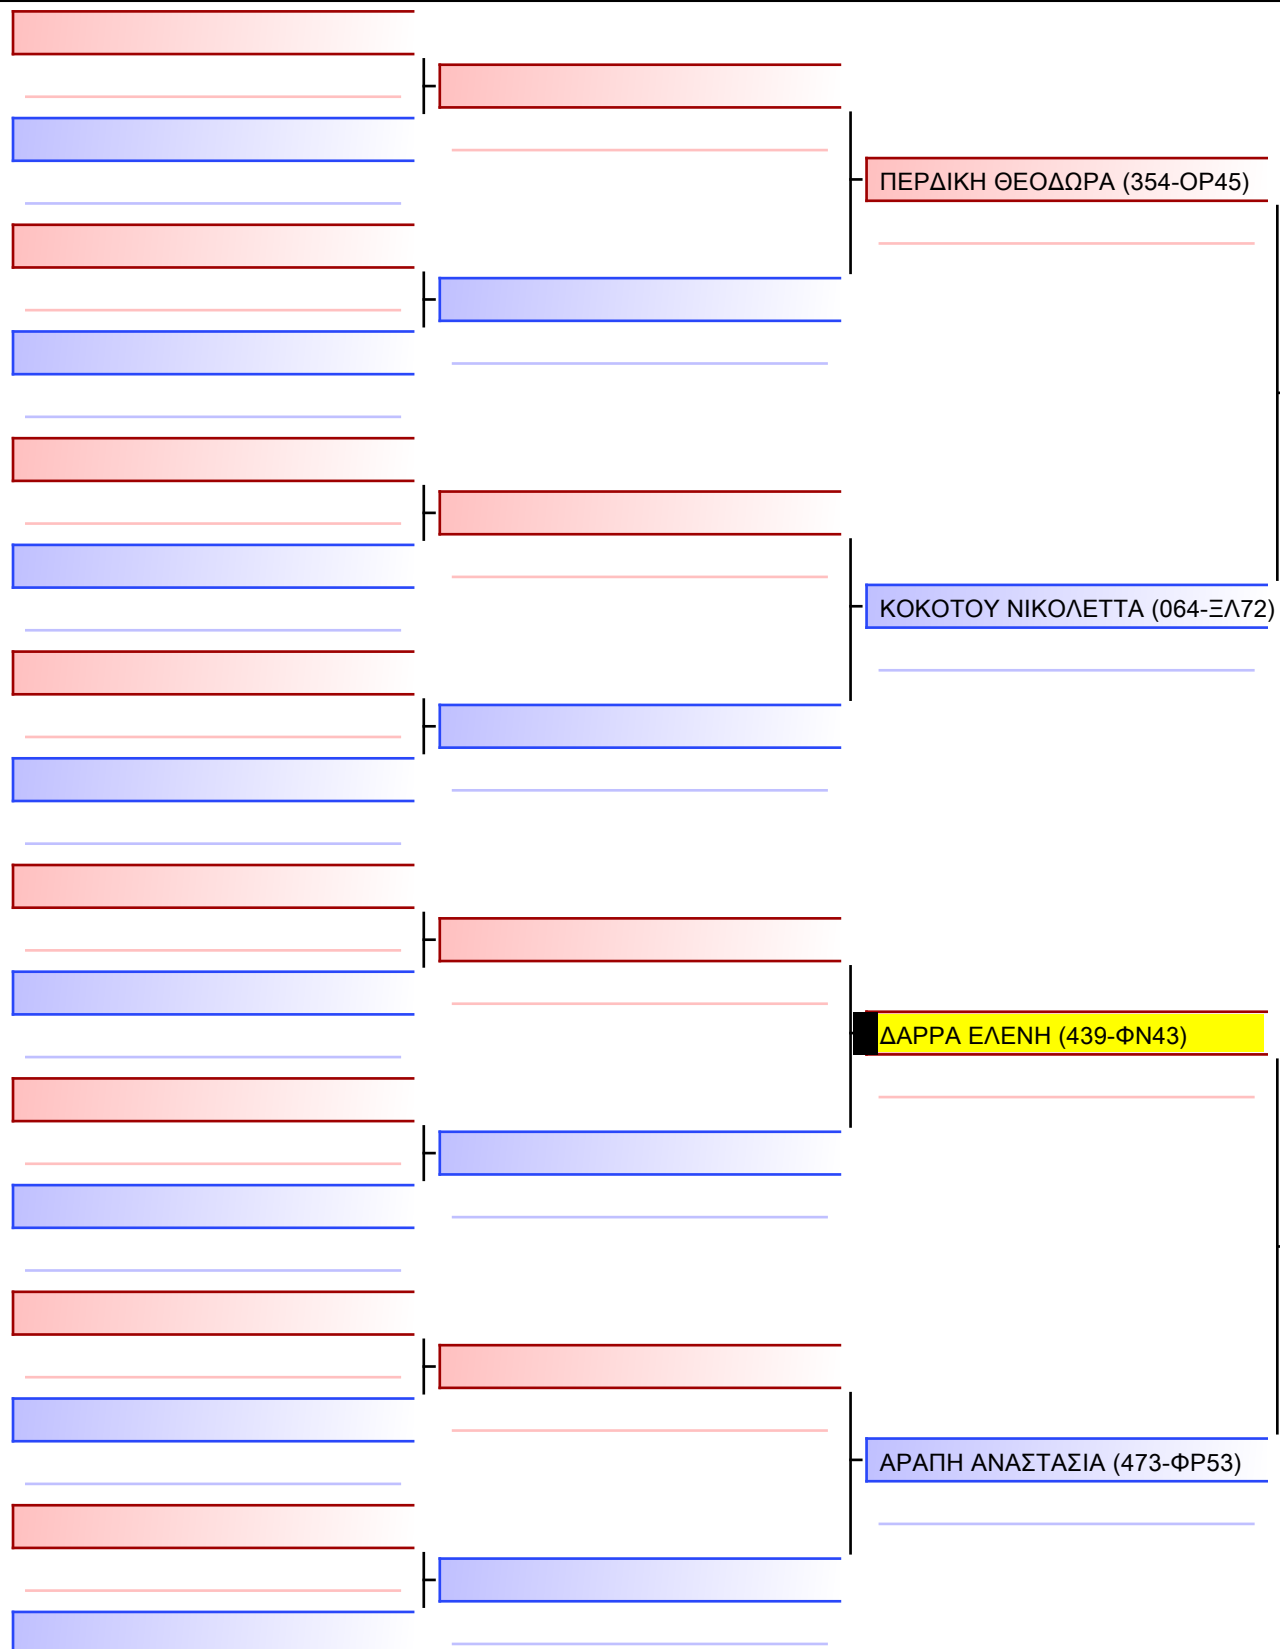 ΠΕΡΔΙΚΗ ΘΕΟΔΩΡΑ (354-ΟΡ45)
ΚΟΚΟΤΟΥ ΝΙΚΟΛΕΤΤΑ (064-ΞΛ72)
ΔΑΡΡΑ ΕΛΕΝΗ (439-ΦΝ43)
ΑΡΑΠΗ ΑΝΑΣΤΑΣΙΑ (473-ΦΡ53)